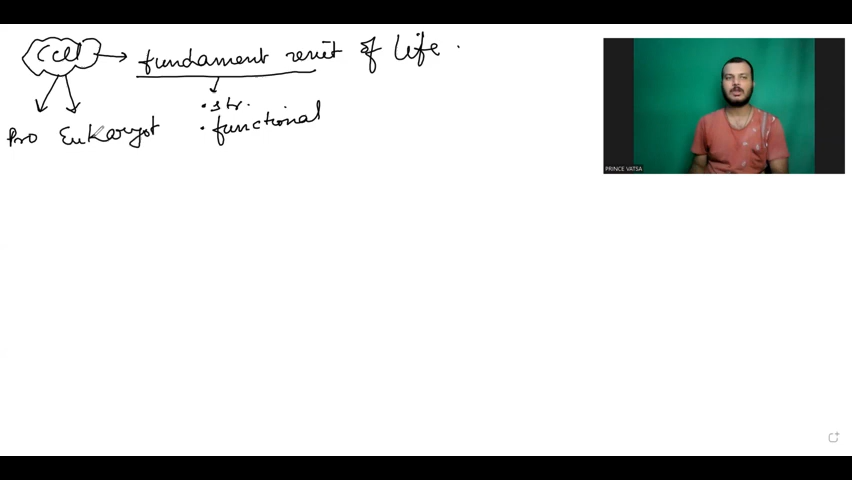 Cell → fundament unit of life.
• str.
• functional
Pro Eukaryot
PRINCE VATSA